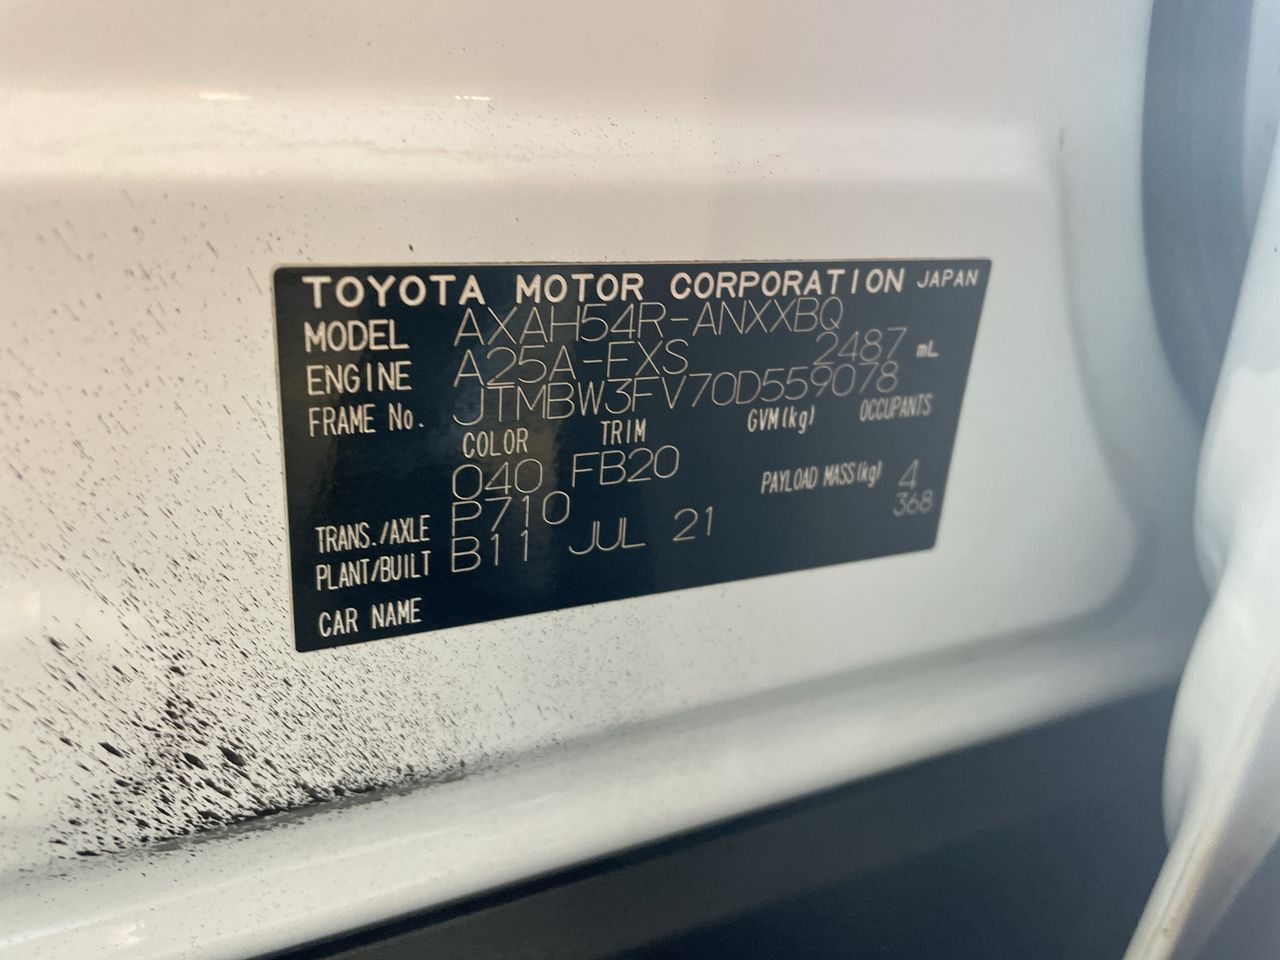 TOYOTA MOTOR CORPORATION JAPAN
MODEL AXAH54R-ANXXBQ
ENGINE A25A-FXS 2487 mL
FRAME No. JTMBW3FV70D559078
COLOR TRIM GVM(kg) OCCUPANTS
040 FB20 PAYLOAD MASS(kg) 4
368
TRANS./AXLE P710
PLANT/BUILT B11 JUL 21
CAR NAME